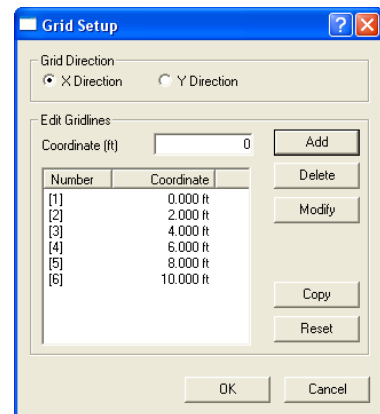 Grid Setup
Grid Direction
X Direction Y Direction
Edit Gridlines
Coordinate (ft) 0 Add
Delete
Number Coordinate
Modify
[1] 0.000 ft
[2] 2.000 ft
[3] 4.000 ft
[4] 6.000 ft
[5] 8.000 ft
[6] 10.000 ft
Copy
Reset
OK Cancel